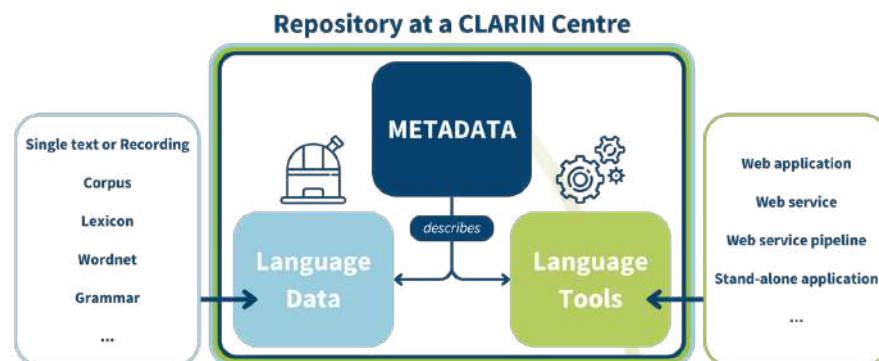 Repository at a CLARIN Centre
Single text or Recording
Corpus
Lexicon
Wordnet
Grammar
...
METADATA
describes
Language
Data
Language
Tools
Web application
Web service
Web service pipeline
Stand-alone application
...